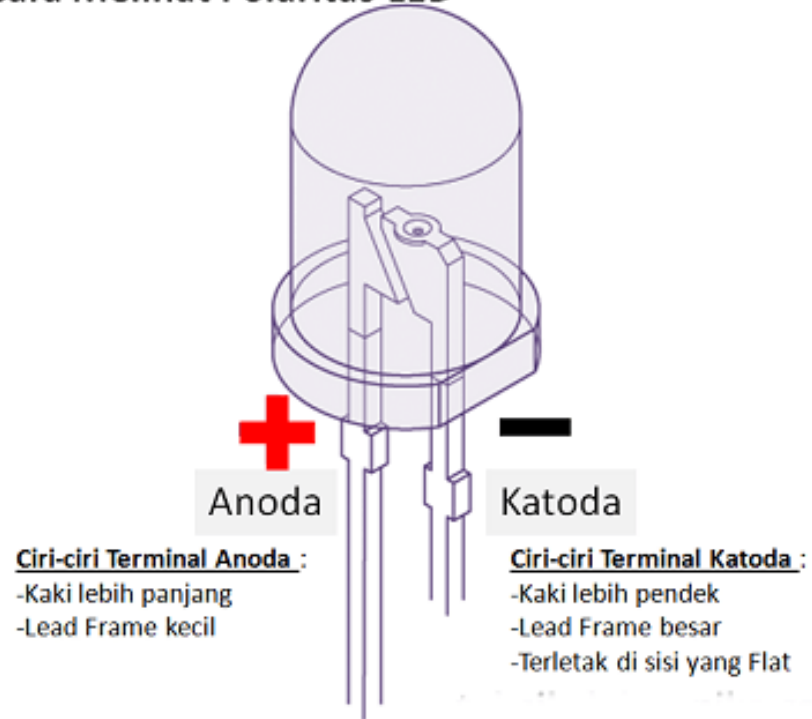 Anoda
Katoda
Ciri-ciri Terminal Anoda :
-Kaki lebih panjang
-Lead Frame kecil
Ciri-ciri Terminal Katoda :
-Kaki lebih pendek
-Lead Frame besar
-Terletak di sisi yang Flat